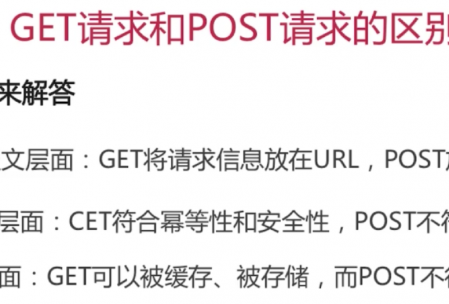 GET请求和POST请求的区别
来解答
文层面：GET将请求信息放在URL，POST
层面：CET符合幂等性和安全性，POST不符
面：GET可以被缓存、被存储，而POST不